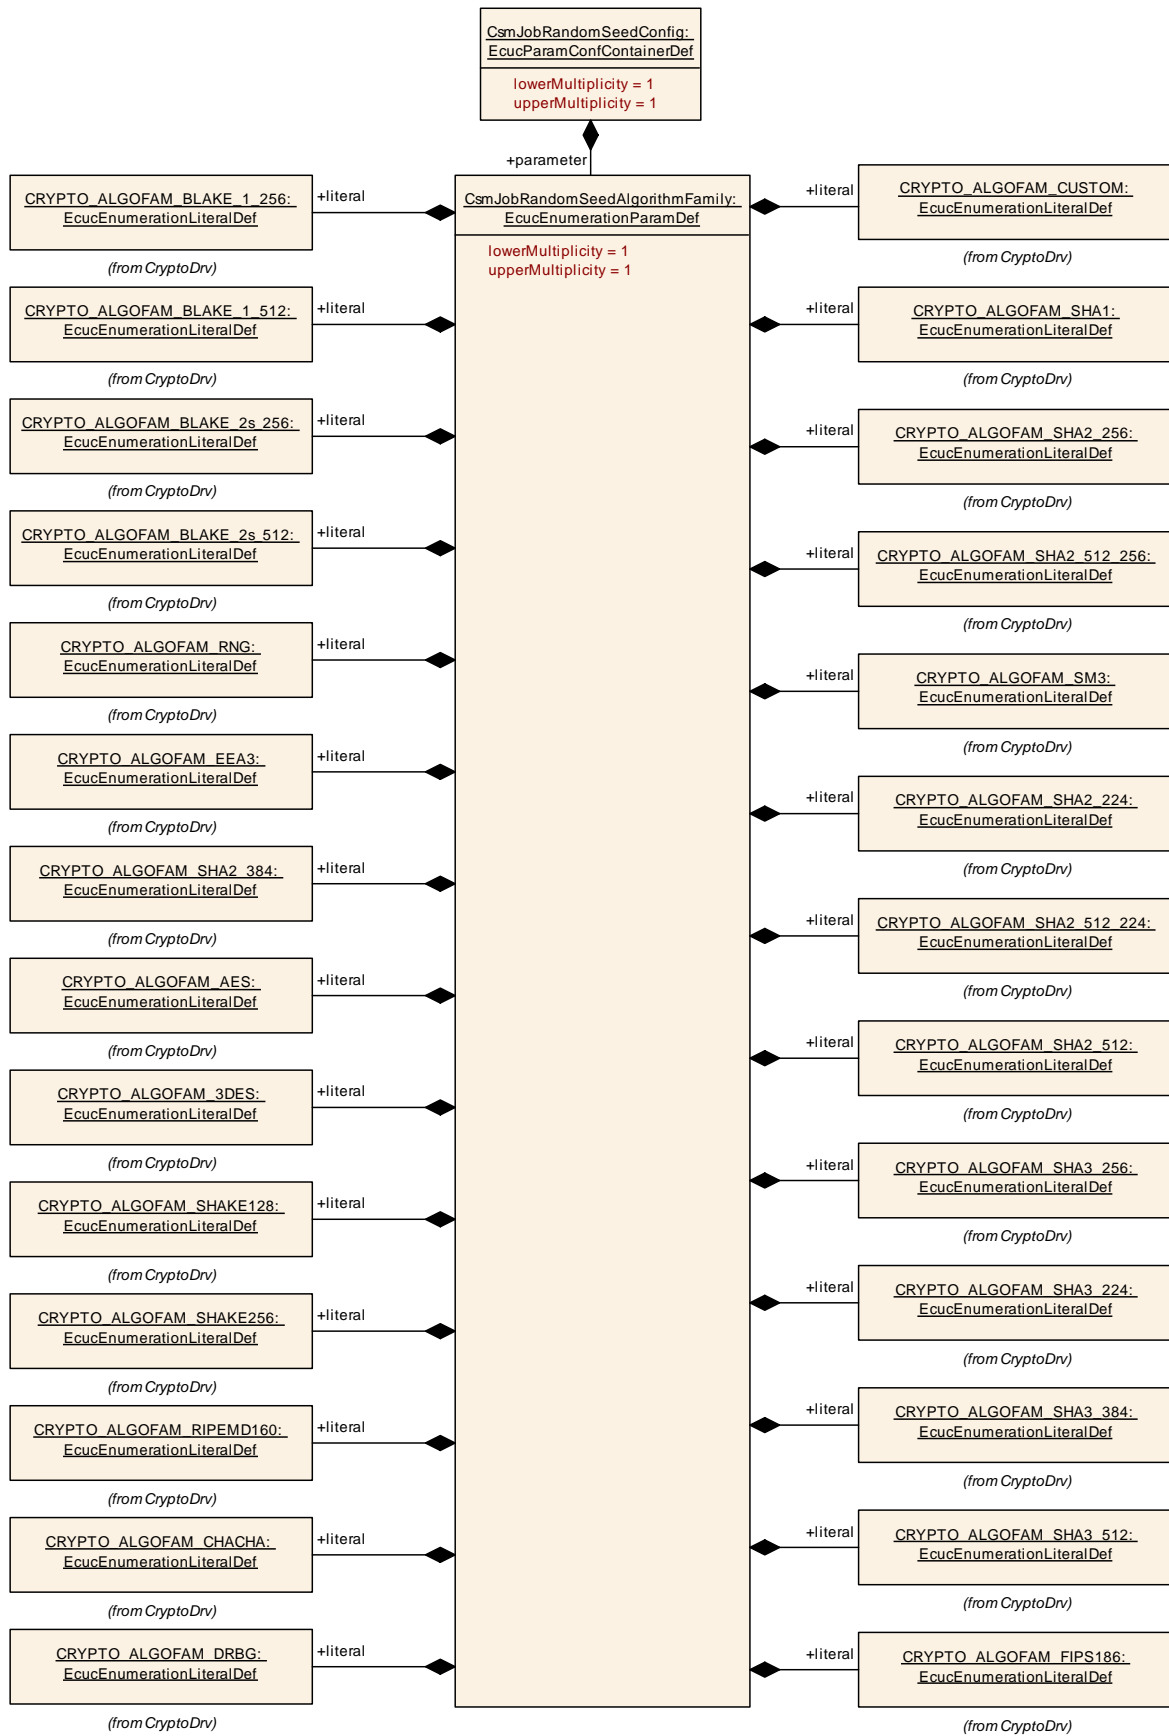 CsmJobRandomSeedConfig:
EcucParamConfContainerDef
lowerMultiplicity = 1
upperMultiplicity = 1
+parameter
CsmJobRandomSeedAlgorithmFamily:
EcucEnumerationParamDef
lowerMultiplicity = 1
upperMultiplicity = 1
CRYPTO_ALGOFAM_BLAKE_1_256:
EcucEnumerationLiteralDef
+literal
(from CryptoDrv)
CRYPTO_ALGOFAM_BLAKE_1_512:
EcucEnumerationLiteralDef
+literal
(from CryptoDrv)
CRYPTO_ALGOFAM_BLAKE_2s_256:
EcucEnumerationLiteralDef
+literal
(from CryptoDrv)
CRYPTO_ALGOFAM_BLAKE_2s_512:
EcucEnumerationLiteralDef
+literal
(from CryptoDrv)
CRYPTO_ALGOFAM_RNG:
EcucEnumerationLiteralDef
+literal
(from CryptoDrv)
CRYPTO_ALGOFAM_EEA3:
EcucEnumerationLiteralDef
+literal
(from CryptoDrv)
CRYPTO_ALGOFAM_SHA2_384:
EcucEnumerationLiteralDef
+literal
(from CryptoDrv)
CRYPTO_ALGOFAM_AES:
EcucEnumerationLiteralDef
+literal
(from CryptoDrv)
CRYPTO_ALGOFAM_3DES:
EcucEnumerationLiteralDef
+literal
(from CryptoDrv)
CRYPTO_ALGOFAM_SHAKE128:
EcucEnumerationLiteralDef
+literal
(from CryptoDrv)
CRYPTO_ALGOFAM_SHAKE256:
EcucEnumerationLiteralDef
+literal
(from CryptoDrv)
CRYPTO_ALGOFAM_RIPEMD160:
EcucEnumerationLiteralDef
+literal
(from CryptoDrv)
CRYPTO_ALGOFAM_CHACHA:
EcucEnumerationLiteralDef
+literal
(from CryptoDrv)
CRYPTO_ALGOFAM_DRBG:
EcucEnumerationLiteralDef
+literal
(from CryptoDrv)
+literal
CRYPTO_ALGOFAM_CUSTOM:
EcucEnumerationLiteralDef
(from CryptoDrv)
+literal
CRYPTO_ALGOFAM_SHA1:
EcucEnumerationLiteralDef
(from CryptoDrv)
+literal
CRYPTO_ALGOFAM_SHA2_256:
EcucEnumerationLiteralDef
(from CryptoDrv)
+literal
CRYPTO_ALGOFAM_SHA2_512_256:
EcucEnumerationLiteralDef
(from CryptoDrv)
+literal
CRYPTO_ALGOFAM_SM3:
EcucEnumerationLiteralDef
(from CryptoDrv)
+literal
CRYPTO_ALGOFAM_SHA2_224:
EcucEnumerationLiteralDef
(from CryptoDrv)
+literal
CRYPTO_ALGOFAM_SHA2_512_224:
EcucEnumerationLiteralDef
(from CryptoDrv)
+literal
CRYPTO_ALGOFAM_SHA2_512:
EcucEnumerationLiteralDef
(from CryptoDrv)
+literal
CRYPTO_ALGOFAM_SHA3_256:
EcucEnumerationLiteralDef
(from CryptoDrv)
+literal
CRYPTO_ALGOFAM_SHA3_224:
EcucEnumerationLiteralDef
(from CryptoDrv)
+literal
CRYPTO_ALGOFAM_SHA3_384:
EcucEnumerationLiteralDef
(from CryptoDrv)
+literal
CRYPTO_ALGOFAM_SHA3_512:
EcucEnumerationLiteralDef
(from CryptoDrv)
+literal
CRYPTO_ALGOFAM_FIPS186:
EcucEnumerationLiteralDef
(from CryptoDrv)